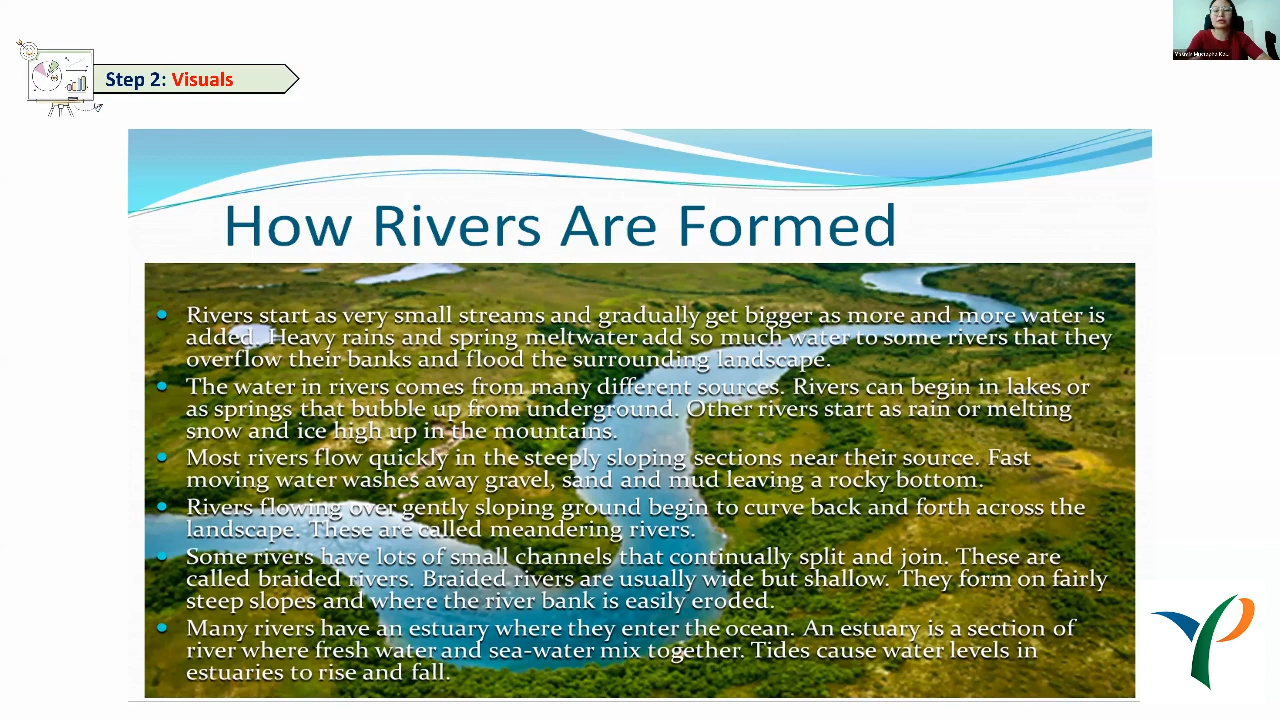 Step 2: Visuals
How Rivers Are Formed
Rivers start as very small streams and gradually get bigger as more and more water is
added. Heavy rains and spring meltwater add so much water to some rivers that they
overflow their banks and flood the surrounding landscape.
The water in rivers comes from many different sources. Rivers can begin in lakes or
as springs that bubble up from underground. Other rivers start as rain or melting
snow and ice high up in the mountains.
Most rivers flow quickly in the steeply sloping sections near their source. Fast
moving water washes away gravel, sand and mud leaving a rocky bottom.
Rivers flowing over gently sloping ground begin to curve back and forth across the
landscape. These are called meandering rivers.
Some rivers have lots of small channels that continually split and join. These are
called braided rivers. Braided rivers are usually wide but shallow. They form on fairly
steep slopes and where the river bank is easily eroded.
Many rivers have an estuary where they enter the ocean. An estuary is a section of
river where fresh water and sea-water mix together. Tides cause water levels in
estuaries to rise and fall.